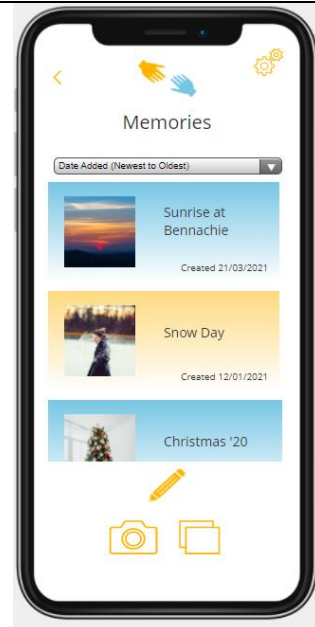 Memories
Date Added (Newest to Oldest)
Sunrise at
Bennachie
Created 21/03/2021
Snow Day
Created 12/01/2021
Christmas '20